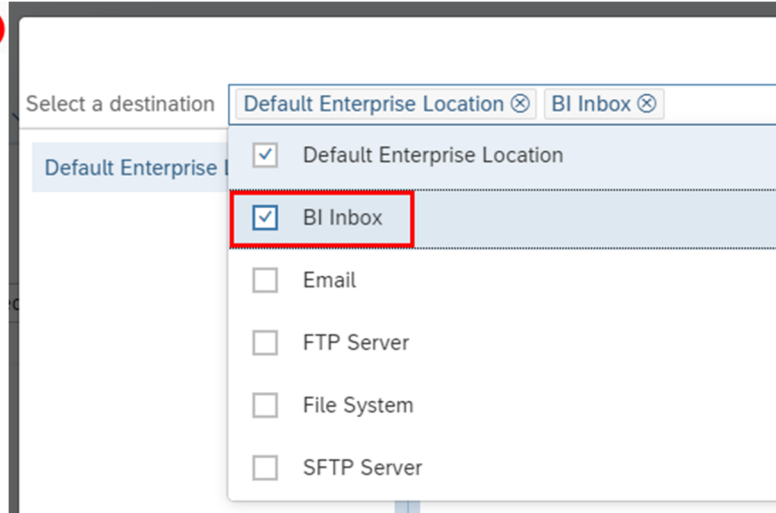 Select a destination Default Enterprise Location BI Inbox
Default Enterprise
Default Enterprise Location
BI Inbox
Email
FTP Server
File System
SFTP Server